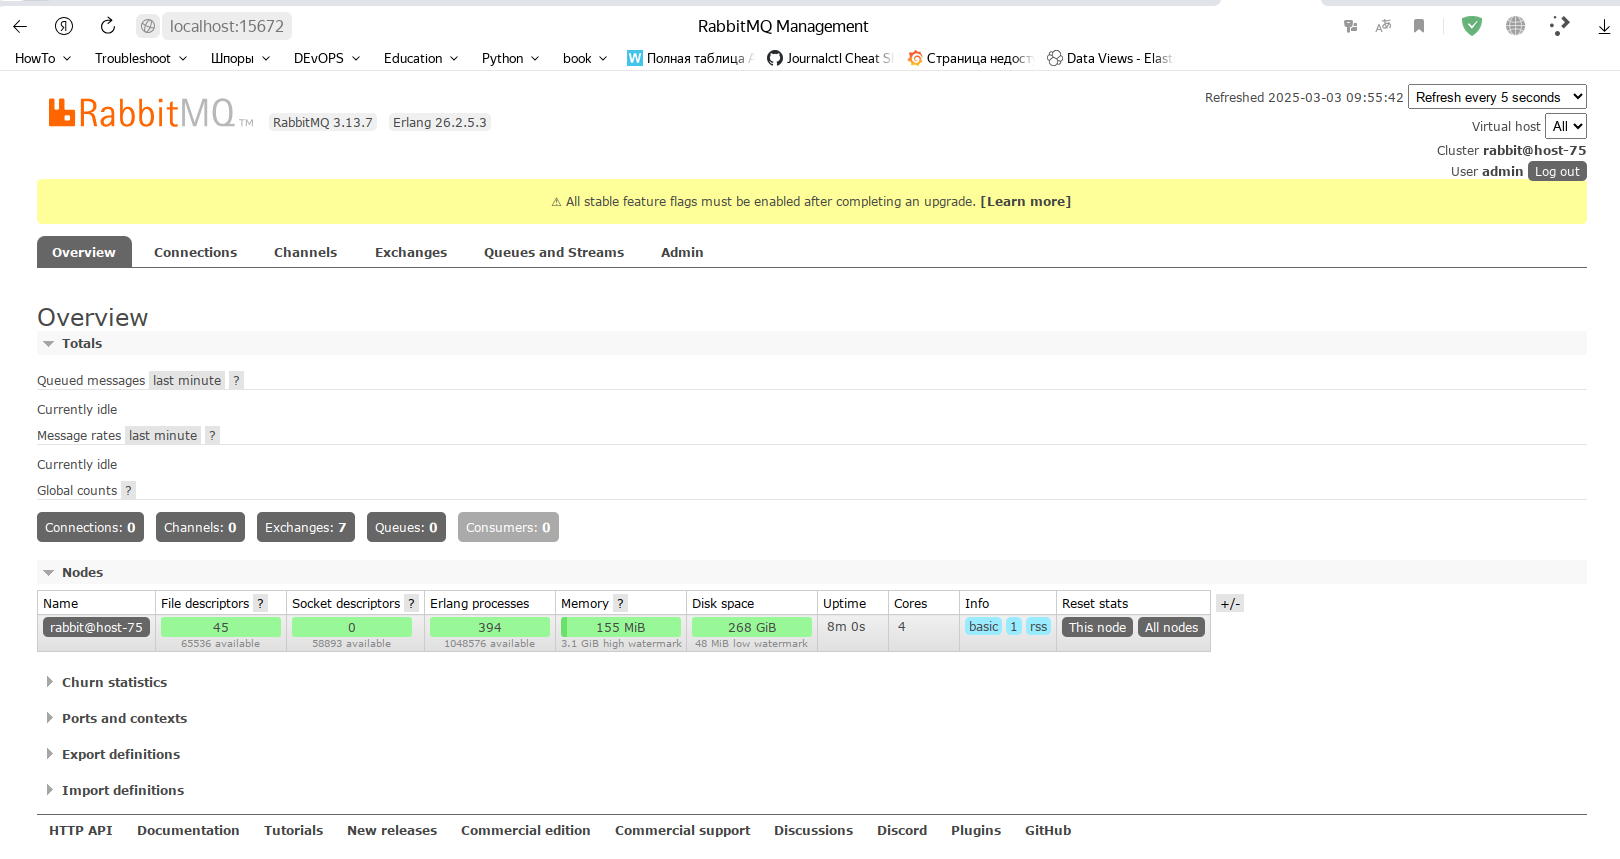 localhost:15672
RabbitMQ Management
HowTo Troubleshoot Шпоры DEvOPS Education Python book Полная таблица Journalctl Cheat Страница недост Data Views - Elast
RabbitMQ TM RabbitMQ 3.13.7 Erlang 26.2.5.3
Refreshed 2025-03-03 09:55:42 Refresh every 5 seconds
Virtual host All
Cluster rabbit@host-75
User admin Log out
⚠ All stable feature flags must be enabled after completing an upgrade. [Learn more]
Overview Connections Channels Exchanges Queues and Streams Admin
Overview
Totals
Queued messages last minute ?
Currently idle
Message rates last minute ?
Currently idle
Global counts ?
Connections: 0 Channels: 0 Exchanges: 7 Queues: 0 Consumers: 0
Nodes
Name File descriptors ? Socket descriptors ? Erlang processes Memory ? Disk space Uptime Cores Info Reset stats +/-
rabbit@host-75 45 0 394 155 MiB 268 GiB 8m 0s 4 basic 1 rss This node All nodes
65536 available 58893 available 1048576 available 3.1 GiB high watermark 48 MiB low watermark
Churn statistics
Ports and contexts
Export definitions
Import definitions
HTTP API Documentation Tutorials New releases Commercial edition Commercial support Discussions Discord Plugins GitHub